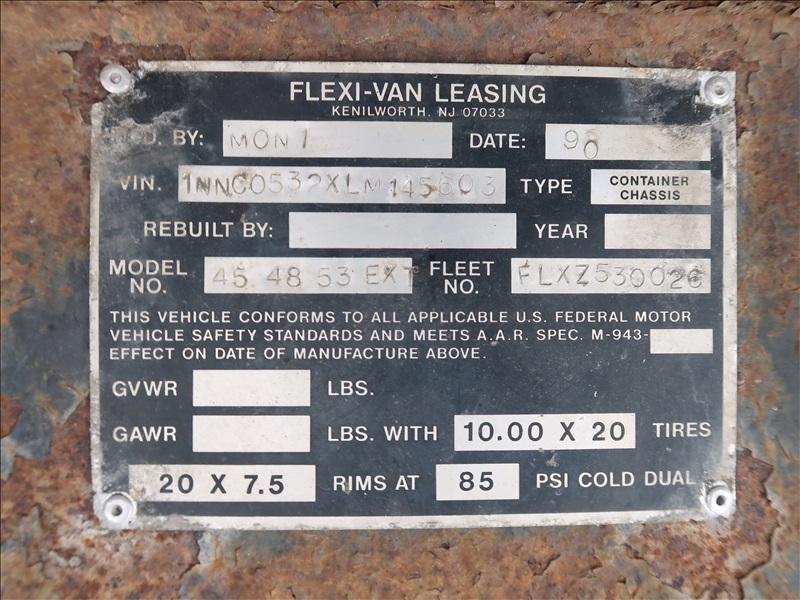 FLEXI-VAN LEASING
KENILWORTH, NJ 07033
BY: MON 1 DATE: 90
VIN. 1NNC0532XLM145603 TYPE CONTAINER CHASSIS
REBUILT BY: YEAR
MODEL NO. 45 48 53 EXT FLEET NO. FLXZ530026
THIS VEHICLE CONFORMS TO ALL APPLICABLE U.S. FEDERAL MOTOR
VEHICLE SAFETY STANDARDS AND MEETS A.A.R. SPEC. M-943-
EFFECT ON DATE OF MANUFACTURE ABOVE.
GVWR LBS.
GAWR LBS. WITH 10.00 X 20 TIRES
20 X 7.5 RIMS AT 85 PSI COLD DUAL